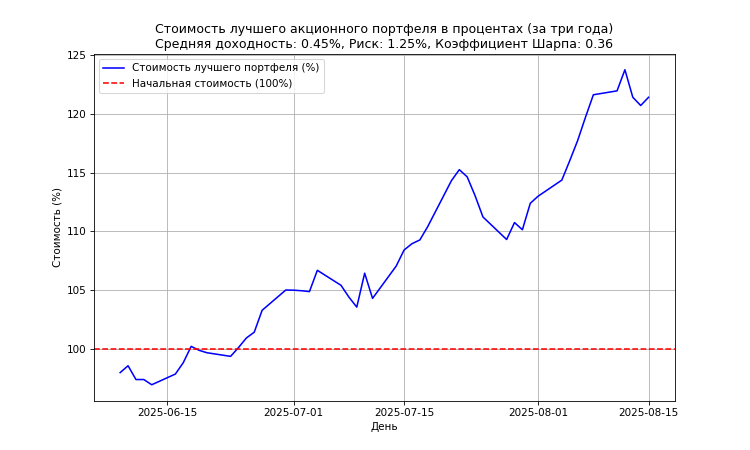 Стоимость лучшего акционного портфеля в процентах (за три года)
Средняя доходность: 0.45%, Риск: 1.25%, Коэффициент Шарпа: 0.36
Стоимость лучшего портфеля (%)
Начальная стоимость (100%)
Стоимость (%)
125
120
115
110
105
100
2025-06-15
2025-07-01
2025-07-15
2025-08-01
2025-08-15
День